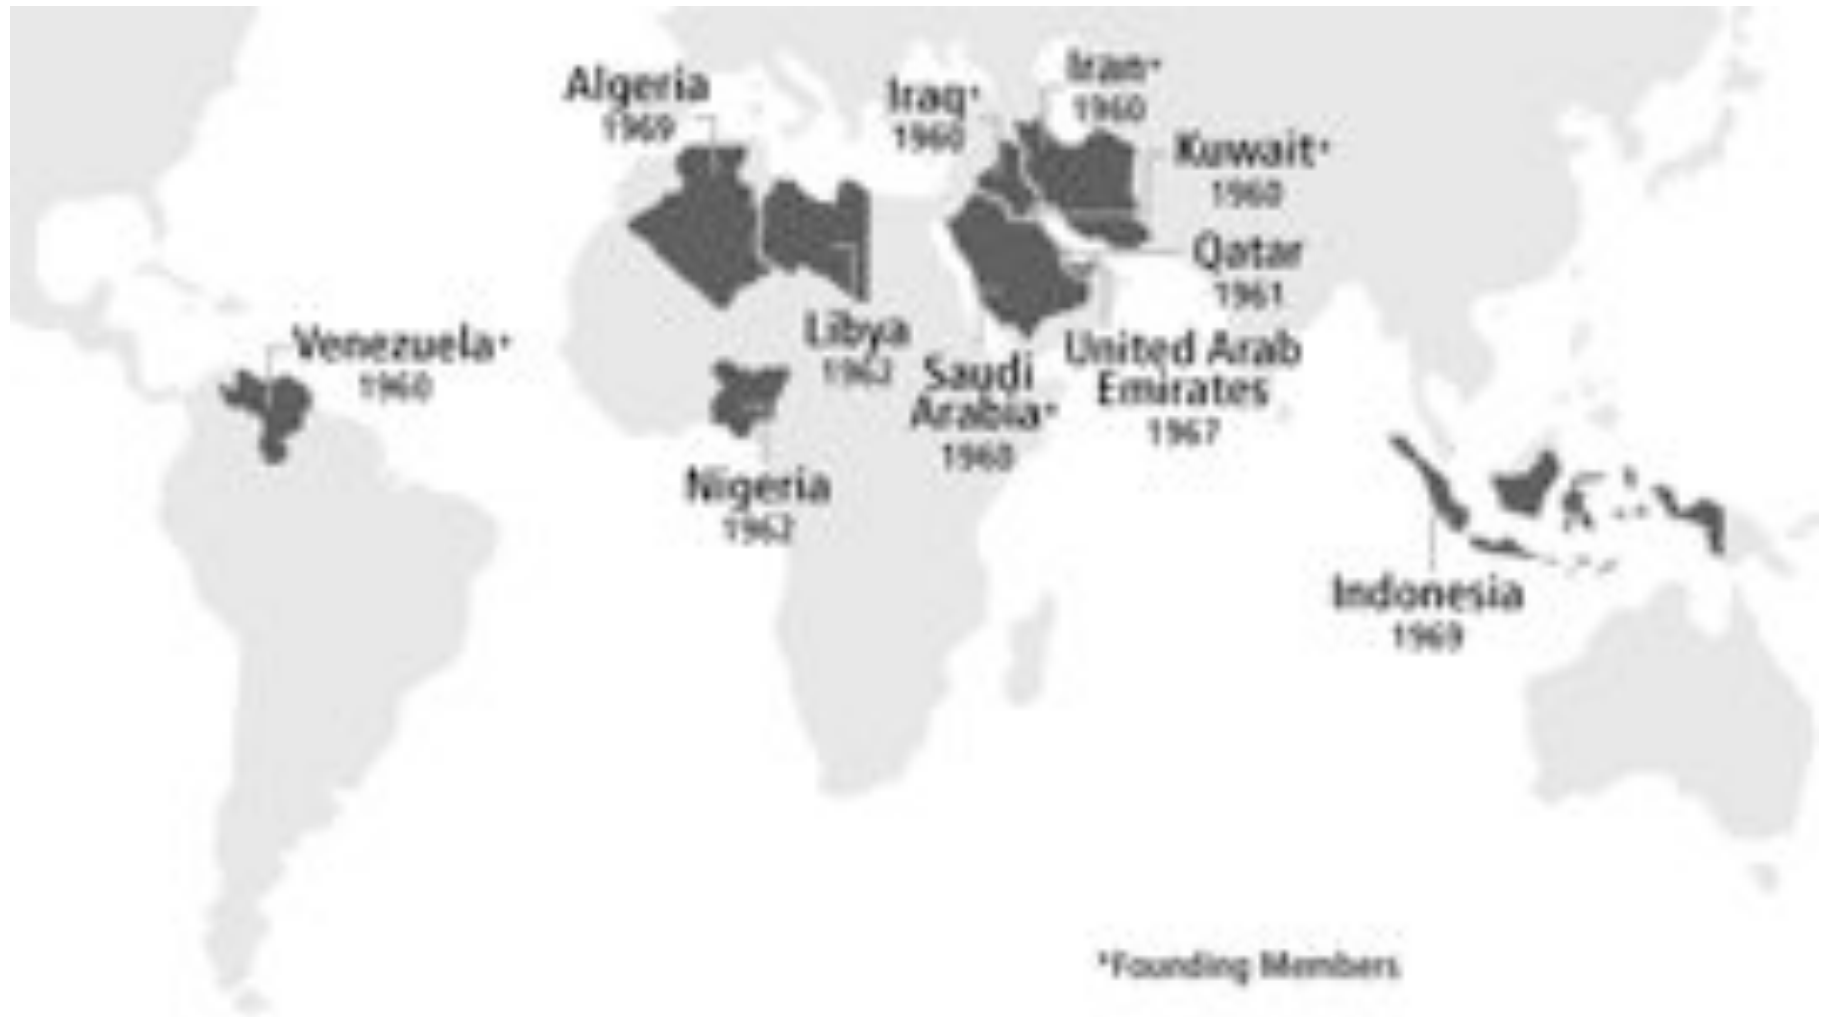 Algeria
1969
Iraq*
1960
Iran*
1960
Kuwait*
1960
Qatar
1961
Venezuela*
1960
Libya
1962
Saudi
Arabia*
1960
United Arab
Emirates
1967
Nigeria
1962
Indonesia
1969
*Founding Members